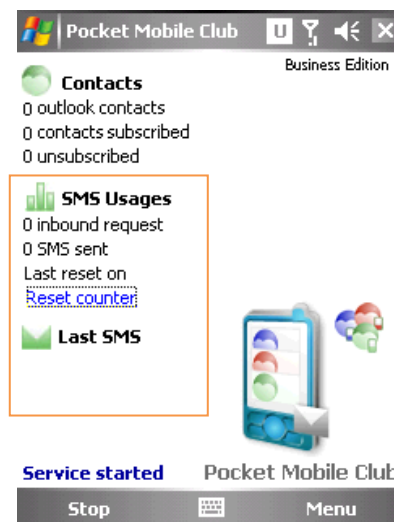 Pocket Mobile Club U
Business Edition
Contacts
0 outlook contacts
0 contacts subscribed
0 unsubscribed
SMS Usages
0 inbound request
0 SMS sent
Last reset on
Reset counter
Last SMS
Service started
Pocket Mobile Club
Stop
Menu